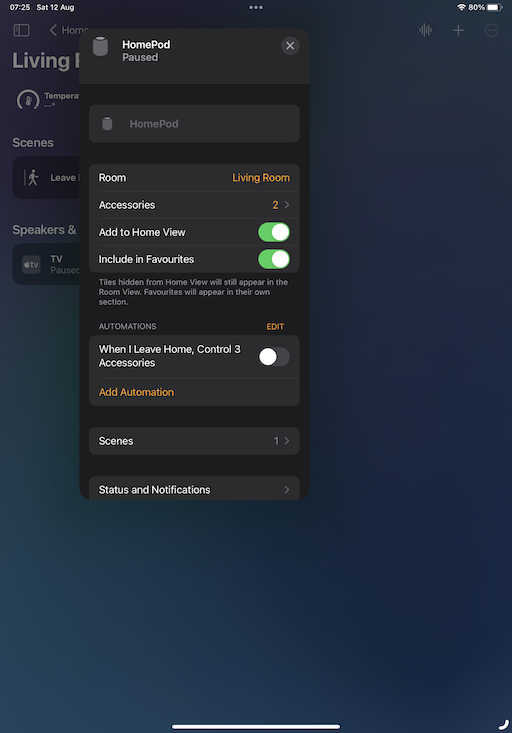 07:25 Sat 12 Aug
80%
Home
Living
HomePod
Paused
HomePod
Scenes
Leave
Speakers &
TV
Paused
Room Living Room
Accessories 2
Add to Home View
Include in Favourites
Tiles hidden from Home View will still appear in the
Room View. Favourites will appear in their own
section.
AUTOMATIONS EDIT
When I Leave Home, Control 3
Accessories
Add Automation
Scenes 1
Status and Notifications